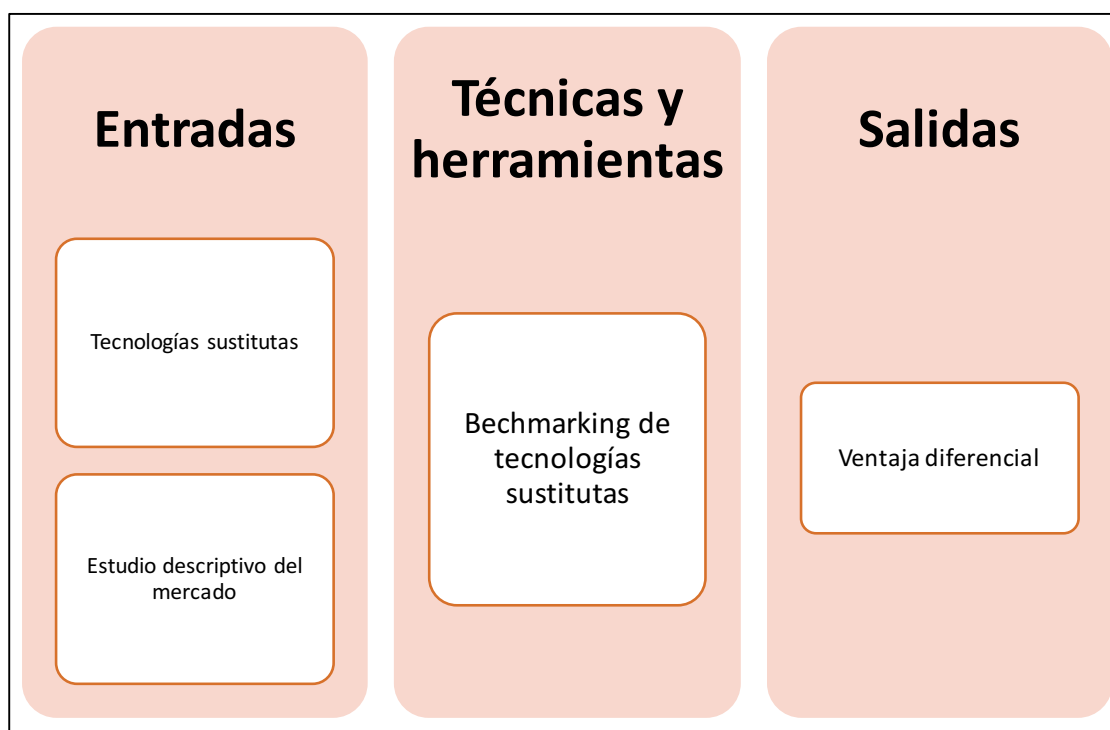 Entradas
Tecnologías sustitutas
Estudio descriptivo del
mercado
Técnicas y
herramientas
Bechmarking de
tecnologías
sustitutas
Salidas
Ventaja diferencial